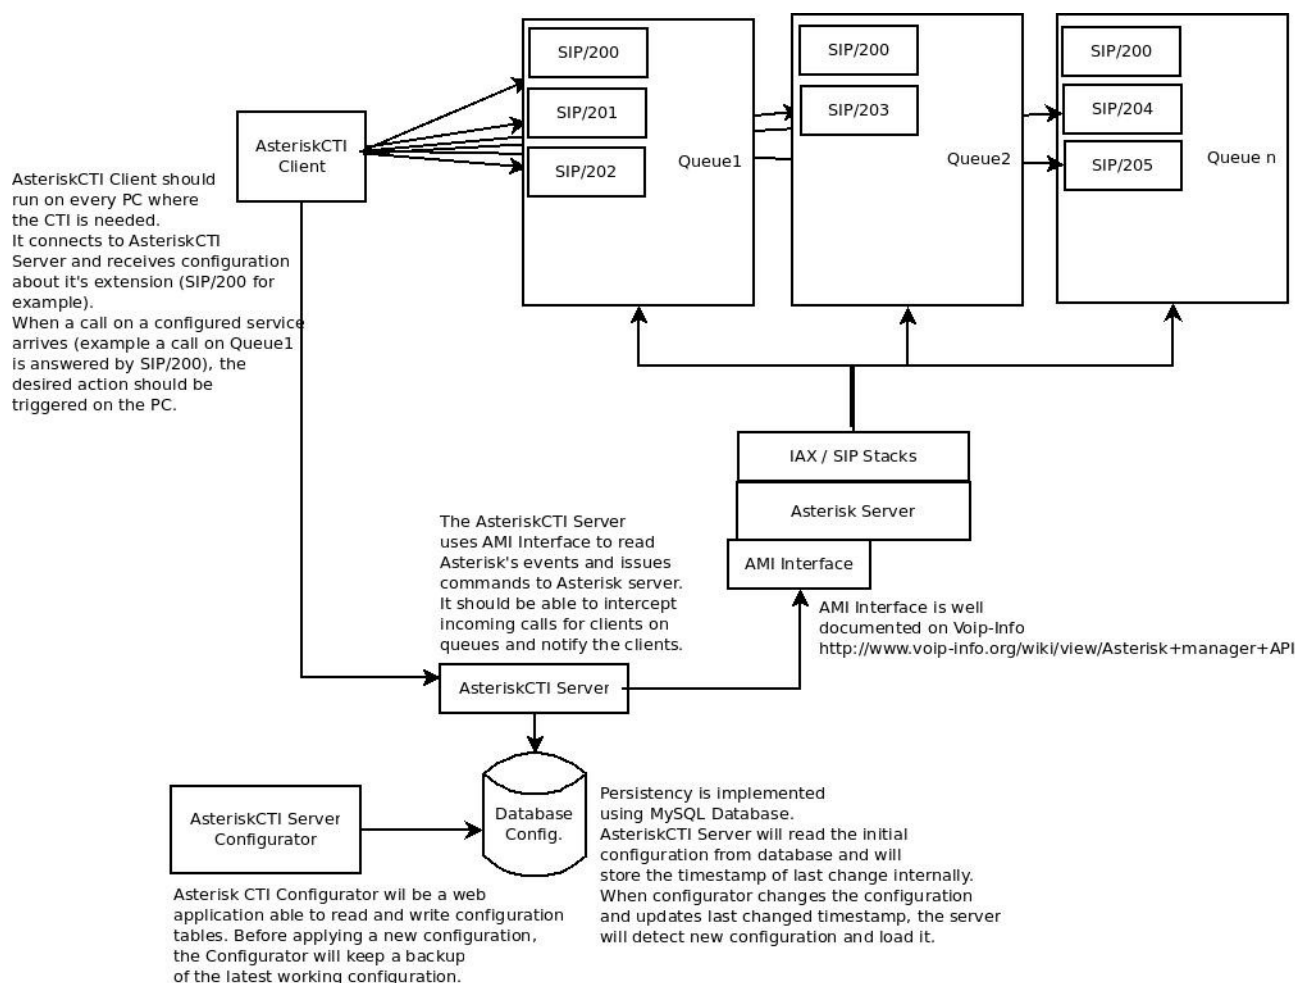 SIP/200
SIP/201
SIP/202
Queue1
SIP/200
SIP/203
Queue2
SIP/200
SIP/204
SIP/205
Queue n
AsteriskCTI
Client
AsteriskCTI Client should
run on every PC where
the CTI is needed.
It connects to AsteriskCTI
Server and receives configuration
about it's extension (SIP/200 for
example).
When a call on a configured service
arrives (example a call on Queue1
is answered by SIP/200), the
desired action should be
triggered on the PC.
IAX / SIP Stacks
Asterisk Server
AMI Interface
The AsteriskCTI Server
uses AMI Interface to read
Asterisk's events and issues
commands to Asterisk server.
It should be able to intercept
incoming calls for clients on
queues and notify the clients.
AMI Interface is well
documented on Voip-Info
http://www.voip-info.org/wiki/view/Asterisk+manager+API
AsteriskCTI Server
Database
Config.
AsteriskCTI Server
Configurator
Persistency is implemented
using MySQL Database.
AsteriskCTI Server will read the initial
configuration from database and will
store the timestamp of last change internally.
When configurator changes the configuration
and updates last changed timestamp, the server
will detect new configuration and load it.
Asterisk CTI Configurator wil be a web
application able to read and write configuration
tables. Before applying a new configuration,
the Configurator will keep a backup
of the latest working configuration.